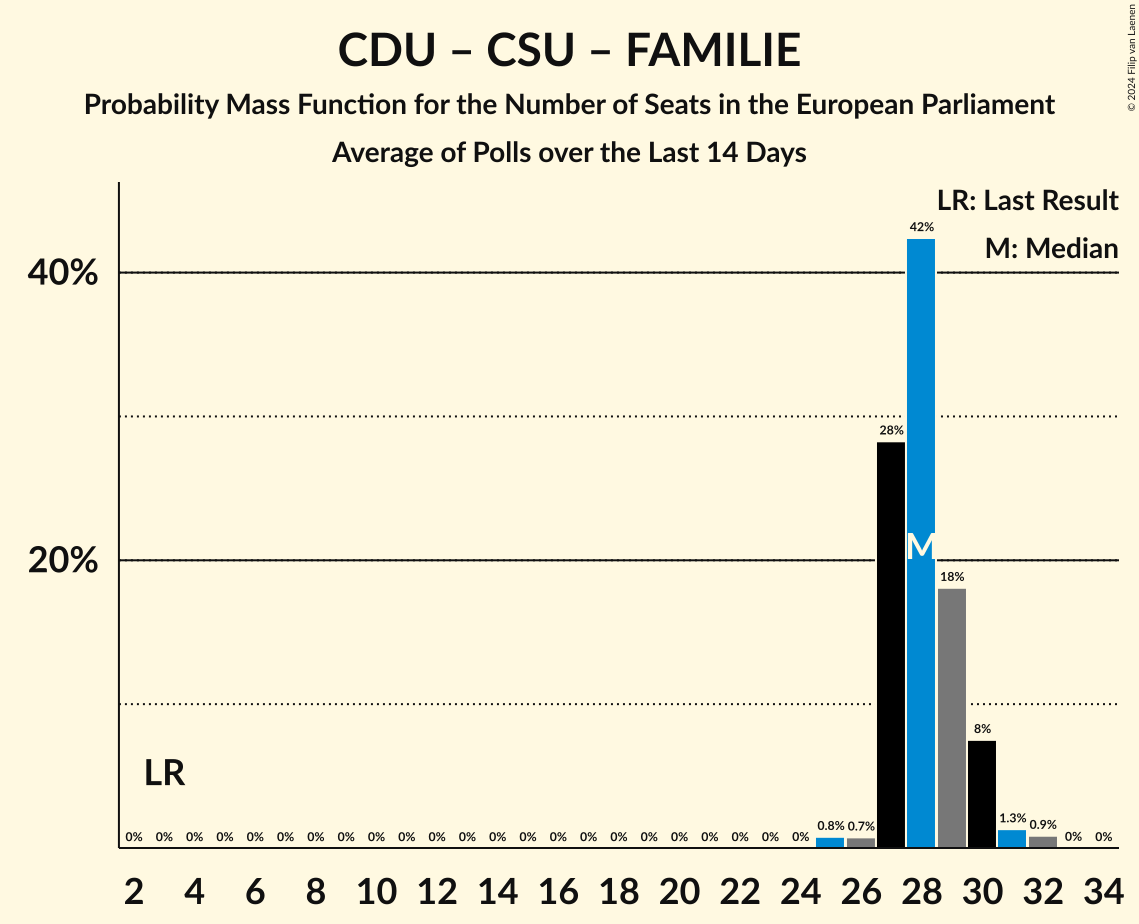 CDU – CSU – FAMILIE
Probability Mass Function for the Number of Seats in the European Parliament
Average of Polls over the Last 14 Days
© 2024 Filip van Laenen
LR: Last Result
M: Median
42%
40%
28%
M
20%
18%
8%
LR
0% 0% 0% 0% 0% 0% 0% 0% 0% 0% 0% 0% 0% 0% 0% 0% 0% 0% 0% 0% 0% 0% 0% 0.8% 0.7% 1.3% 0.9% 0% 0%
2 4 6 8 10 12 14 16 18 20 22 24 26 28 30 32 34